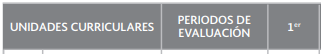 UNIDADES CURRICULARES
PERIODOS DE
EVALUACIÓN
1er